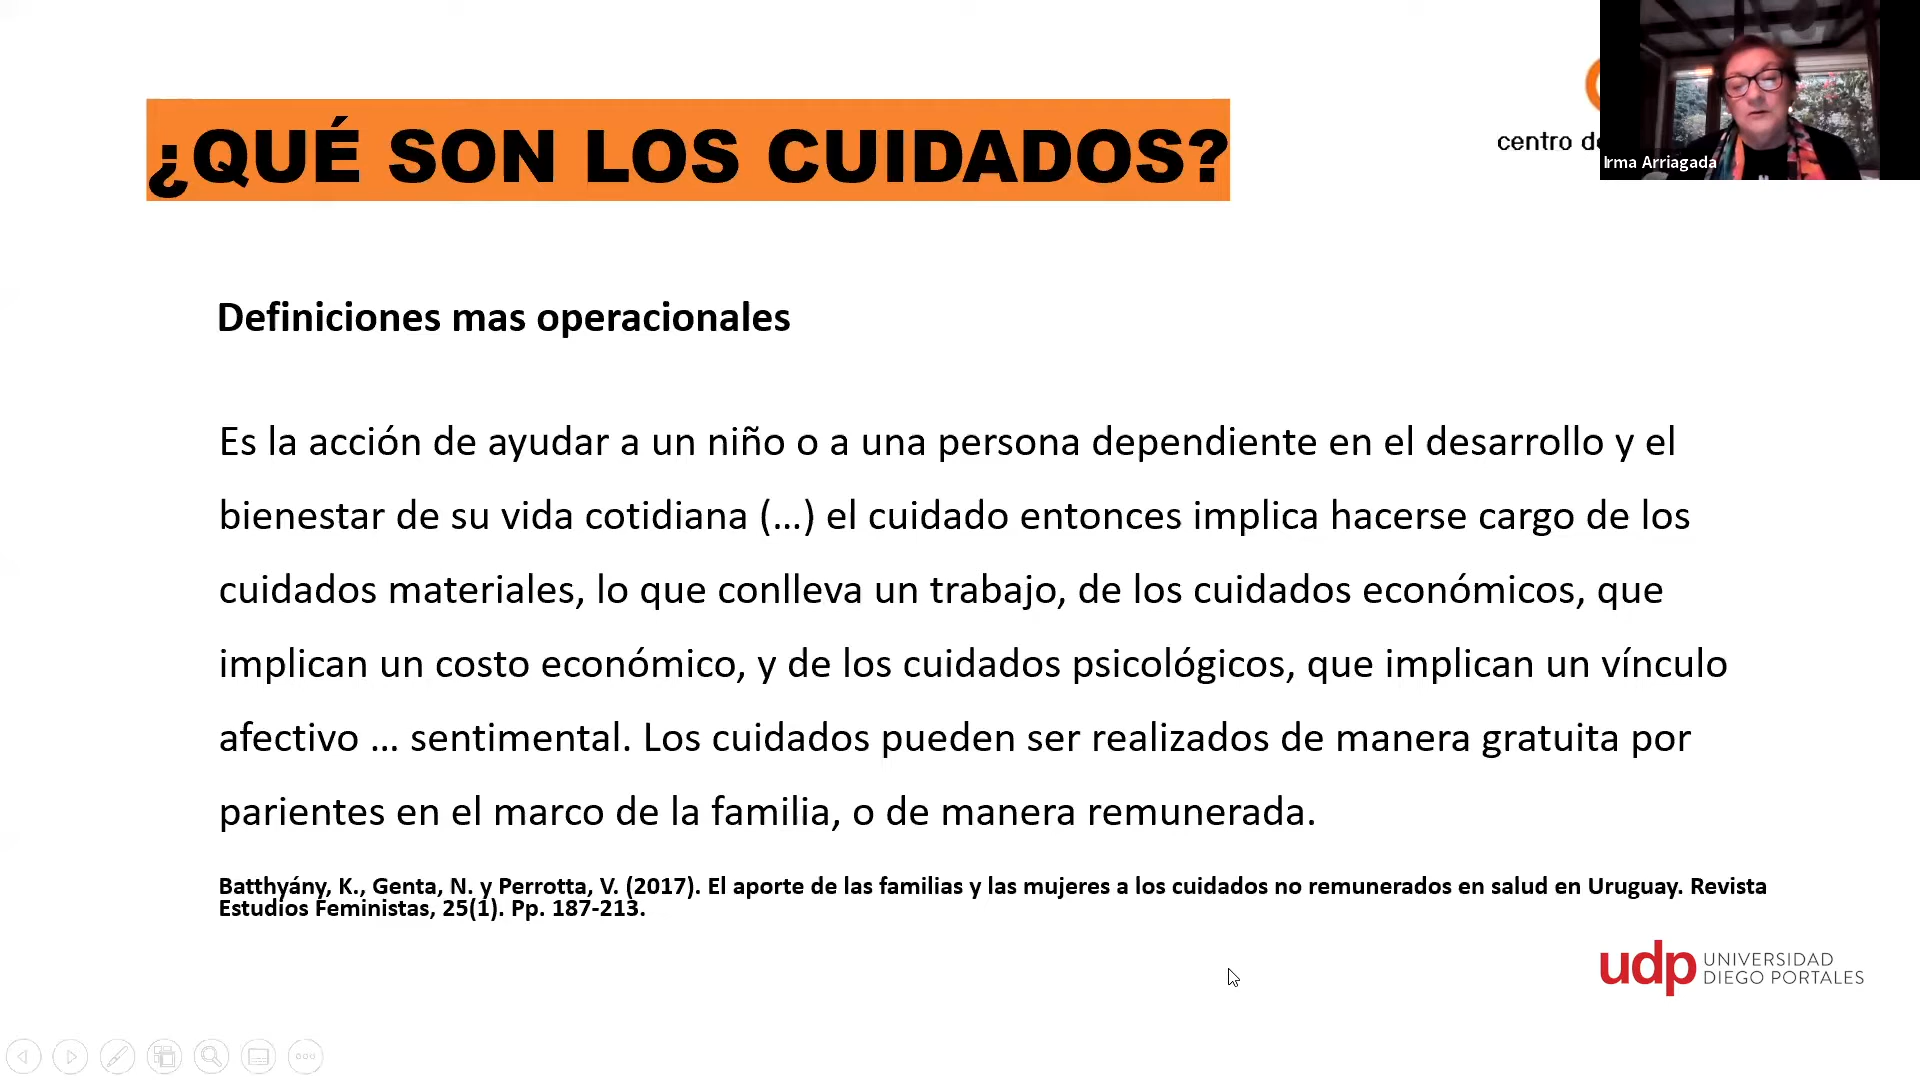 ¿QUÉ SON LOS CUIDADOS?
centro de
Irma Arriagada
Definiciones mas operacionales
Es la acción de ayudar a un niño o a una persona dependiente en el desarrollo y el
bienestar de su vida cotidiana (…) el cuidado entonces implica hacerse cargo de los
cuidados materiales, lo que conlleva un trabajo, de los cuidados económicos, que
implican un costo económico, y de los cuidados psicológicos, que implican un vínculo
afectivo … sentimental. Los cuidados pueden ser realizados de manera gratuita por
parientes en el marco de la familia, o de manera remunerada.
Batthyány, K., Genta, N. y Perrotta, V. (2017). El aporte de las familias y las mujeres a los cuidados no remunerados en salud en Uruguay. Revista
Estudios Feministas, 25(1). Pp. 187-213.
udp UNIVERSIDAD
DIEGO PORTALES